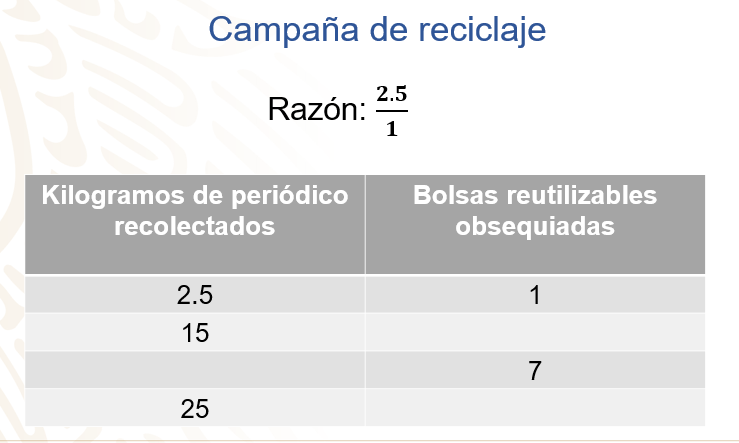 Campaña de reciclaje
Razón: 2.5/1
Kilogramos de periódico recolectados
Bolsas reutilizables obsequiadas
2.5 1
15
7
25